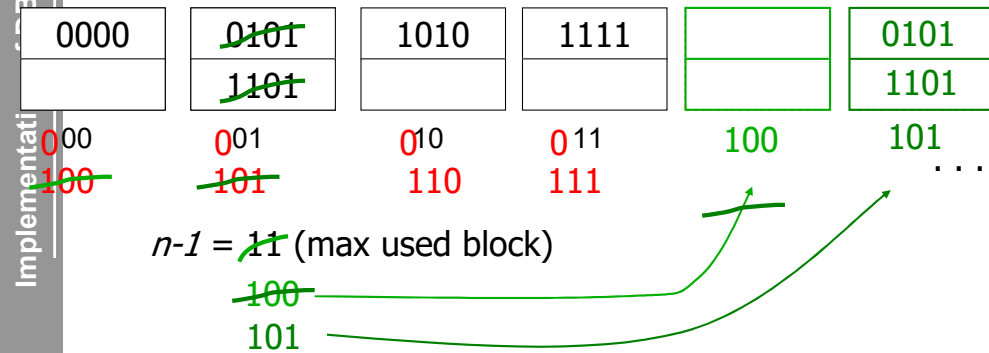 Implementati
0000 0101 1010 1111 0101
1101 1101
000 001 010 011 100 101
100 101 110 111 . . .
n-1 = 11 (max used block)
100
101